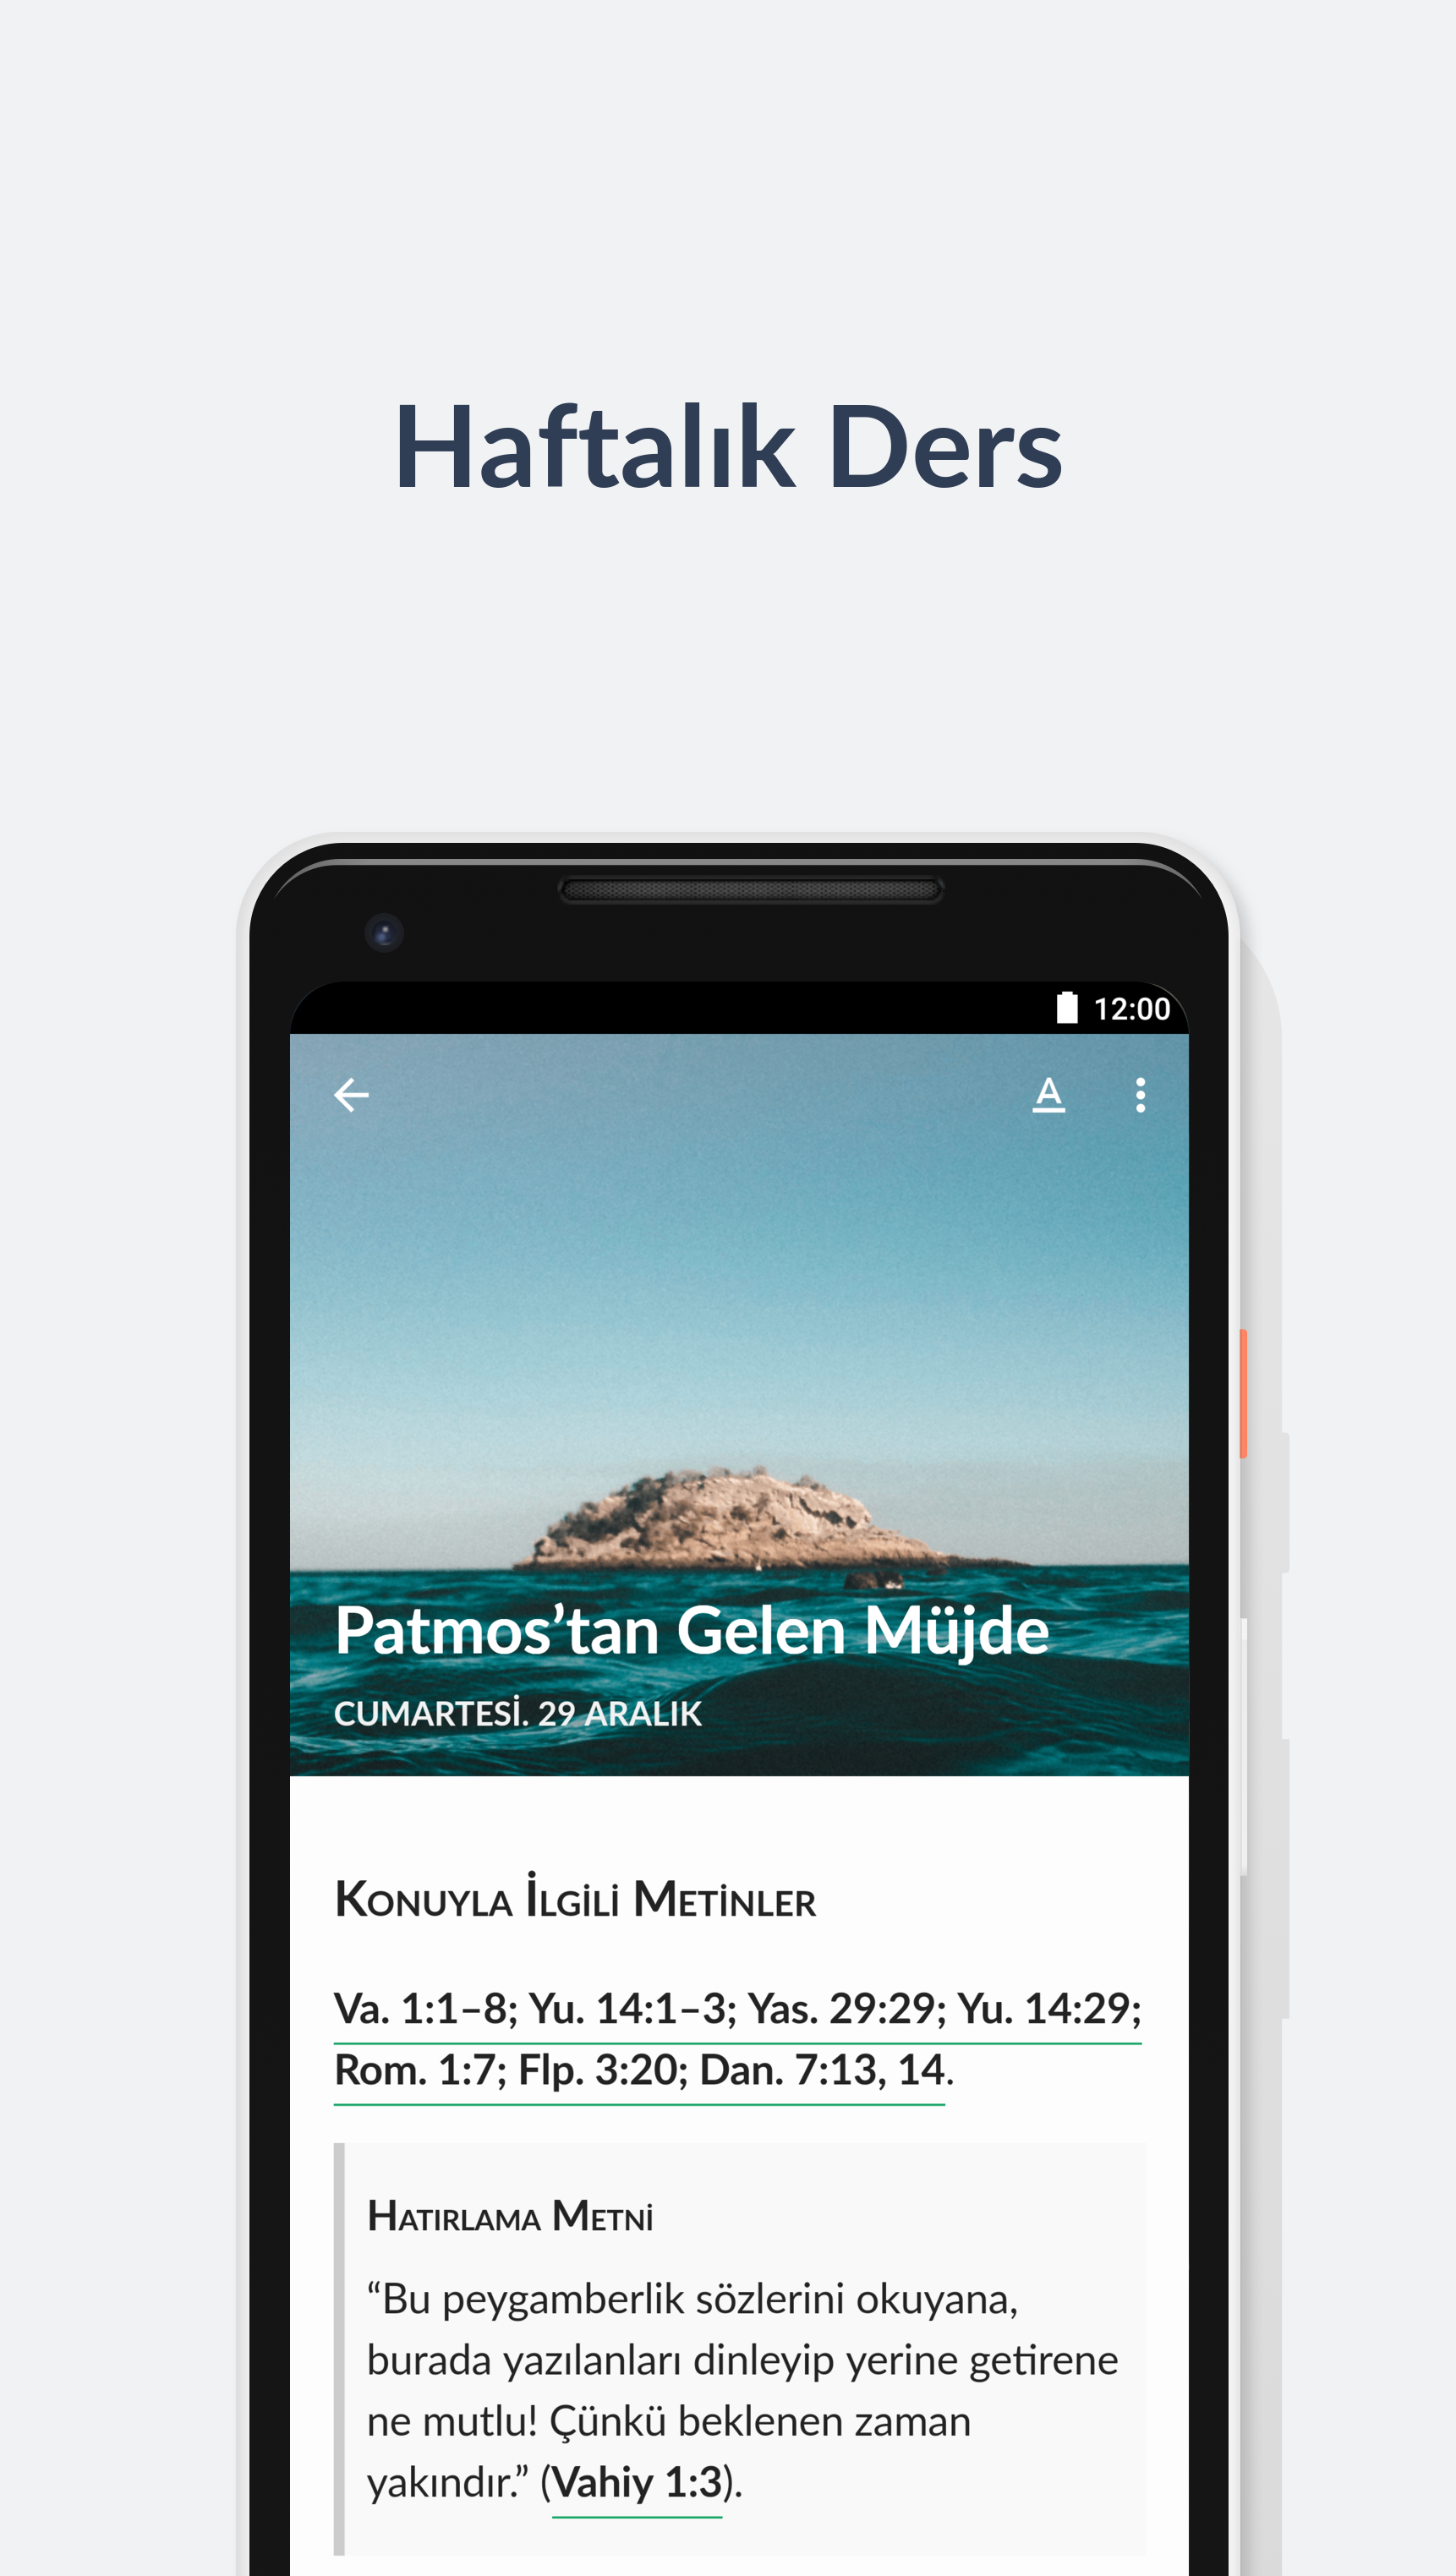 Haftalık Ders
12:00
A
Patmos’tan Gelen Müjde
CUMARTESİ. 29 ARALIK
Konuyla İlgili Metinler
Va. 1:1–8; Yu. 14:1–3; Yas. 29:29; Yu. 14:29;
Rom. 1:7; Flp. 3:20; Dan. 7:13, 14.
Hatırlama Metni
“Bu peygamberlik sözlerini okuyana,
burada yazılanları dinleyip yerine getirene
ne mutlu! Çünkü beklenen zaman
yakındır.” (Vahiy 1:3).